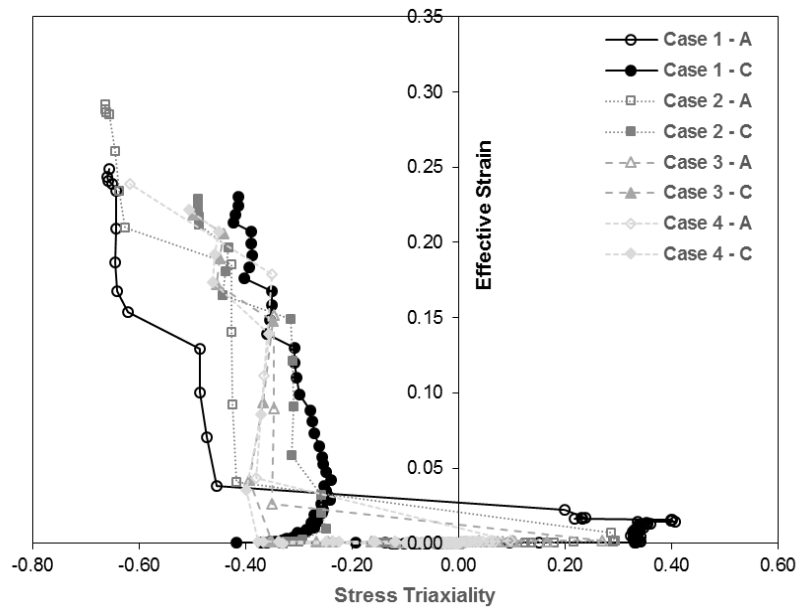 0.35
0.30
0.25
0.20
0.15
0.10
0.05
0.00
Effective Strain
Case 1 - A
Case 1 - C
Case 2 - A
Case 2 - C
Case 3 - A
Case 3 - C
Case 4 - A
Case 4 - C
-0.80 -0.60 -0.40 -0.20 0.00 0.20 0.40 0.60
Stress Triaxiality